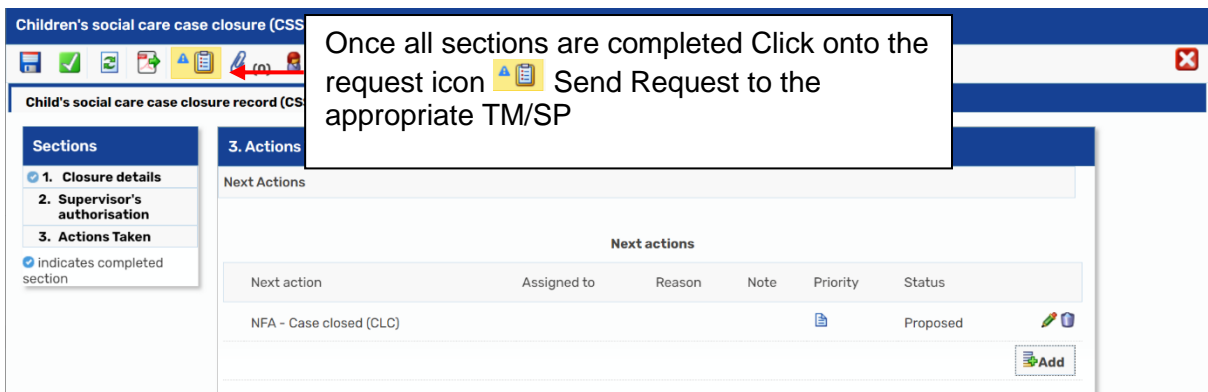 Children's social care case closure (CSS
Once all sections are completed Click onto the
request icon Send Request to the
appropriate TM/SP
(0)
Child's social care case closure record (CS
Sections
1. Closure details
2. Supervisor's
authorisation
3. Actions Taken
indicates completed
section
3. Actions
Next Actions
Next actions
Next action Assigned to Reason Note Priority Status
NFA - Case closed (CLC) Proposed
Add